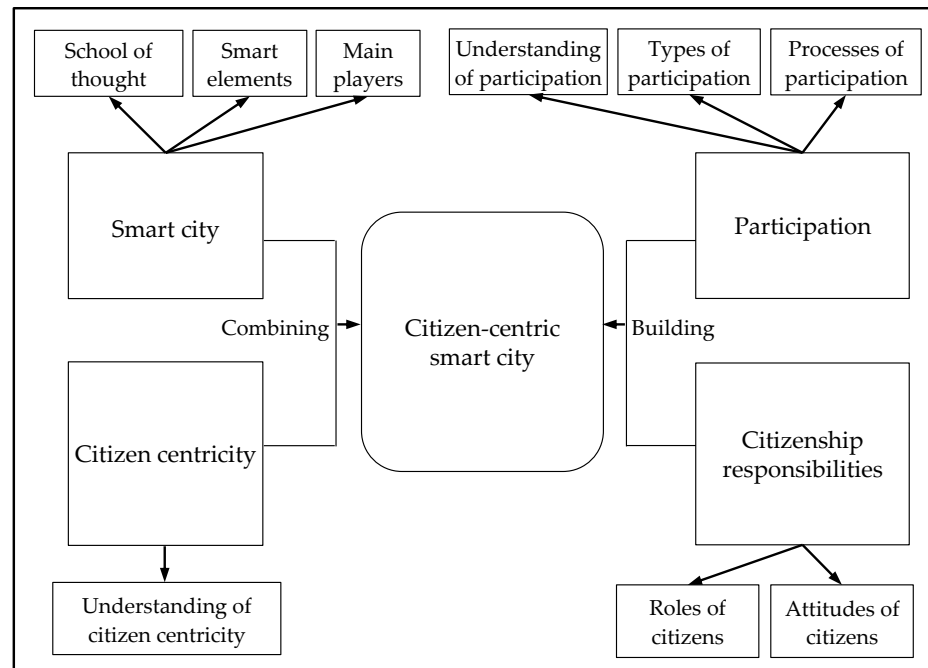 School of
thought
Smart
elements
Main
players
Understanding
of participation
Types of
participation
Processes of
participation
Smart city
Participation
Combining
Citizen-centric
smart city
Building
Citizen centricity
Citizenship
responsibilities
Understanding of
citizen centricity
Roles of
citizens
Attitudes of
citizens